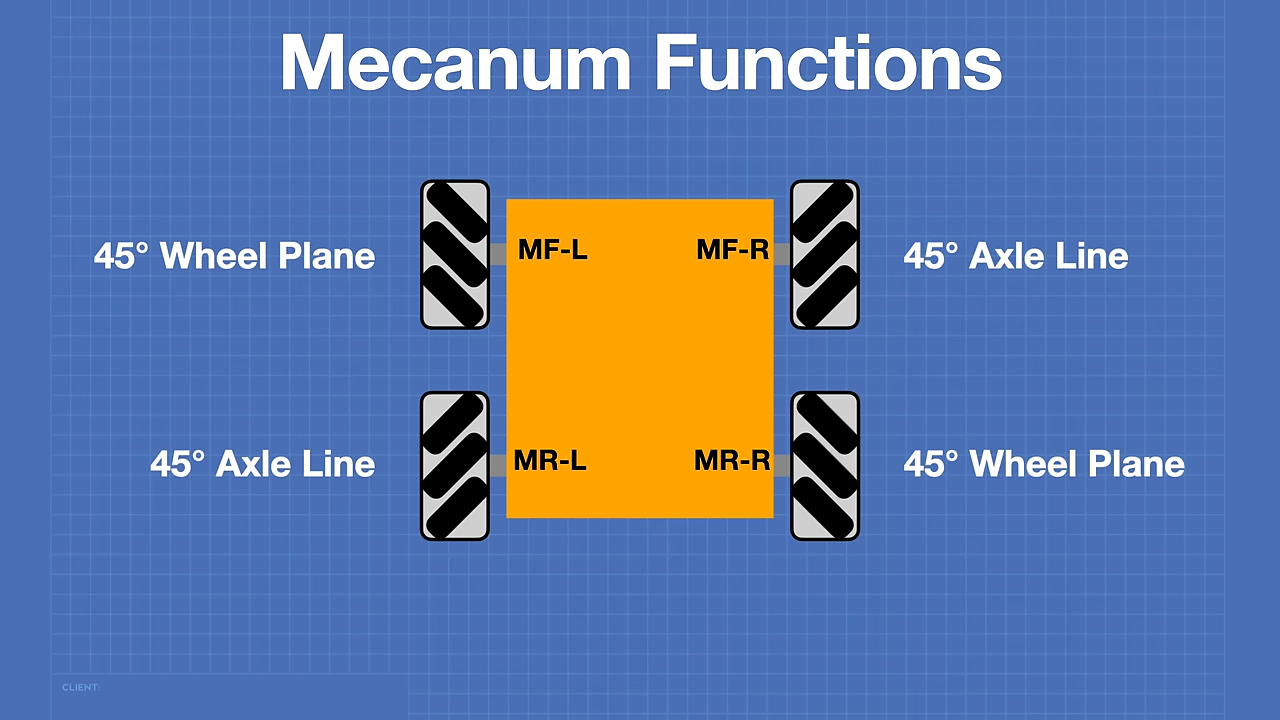 Mecanum Functions
45° Wheel Plane
MF-L
MF-R
45° Axle Line
45° Axle Line
MR-L
MR-R
45° Wheel Plane
CLIENT: